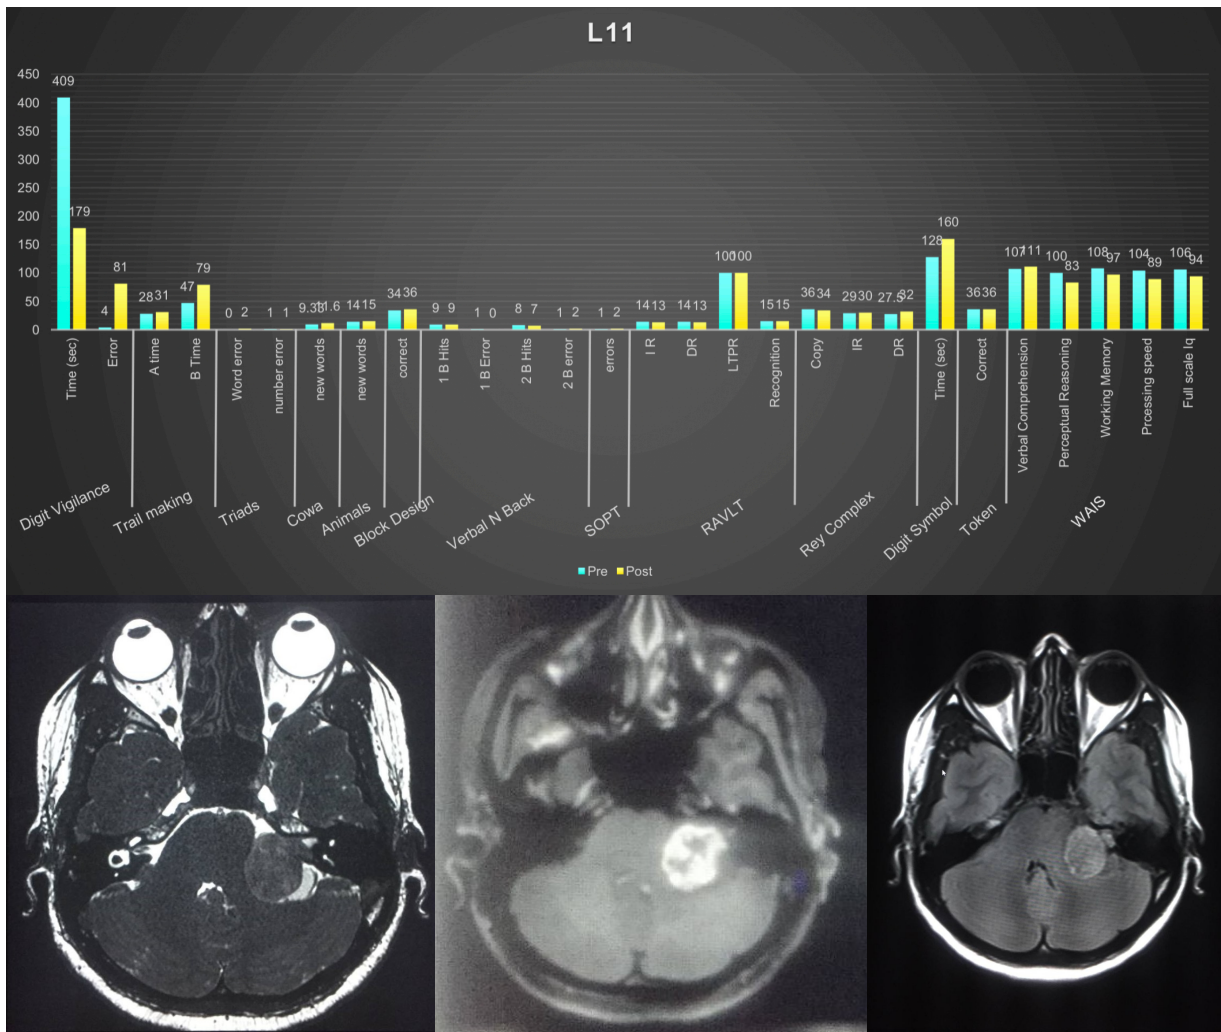 L11
450
400
350
300
250
200
150
100
50
0
409 179 4 81 28 31 47 79 0 2 1 1 9.33 11.6 14 15 34 36 9 9 1 0 8 7 1 2 1 2 14 13 14 13 100 100 15 15 36 34 29 30 27.5 32 128 160 36 36 107 111 100 83 108 97 104 89 106 94
Time (sec)
Error
A time
B Time
Word error
number error
new words
new words
correct
1 B Hits
1 B Error
2 B Hits
2 B error
errors
I R
DR
LTPR
Recognition
Copy
IR
DR
Time (sec)
Correct
Verbal Comprehension
Perceptual Reasoning
Working Memory
Prcessing speed
Full scale Iq
Digit Vigilance
Trail making
Triads
Cowa
Animals
Block Design
Verbal N Back
SOPT
RAVLT
Rey Complex
Digit Symbol
Token
WAIS
Pre Post